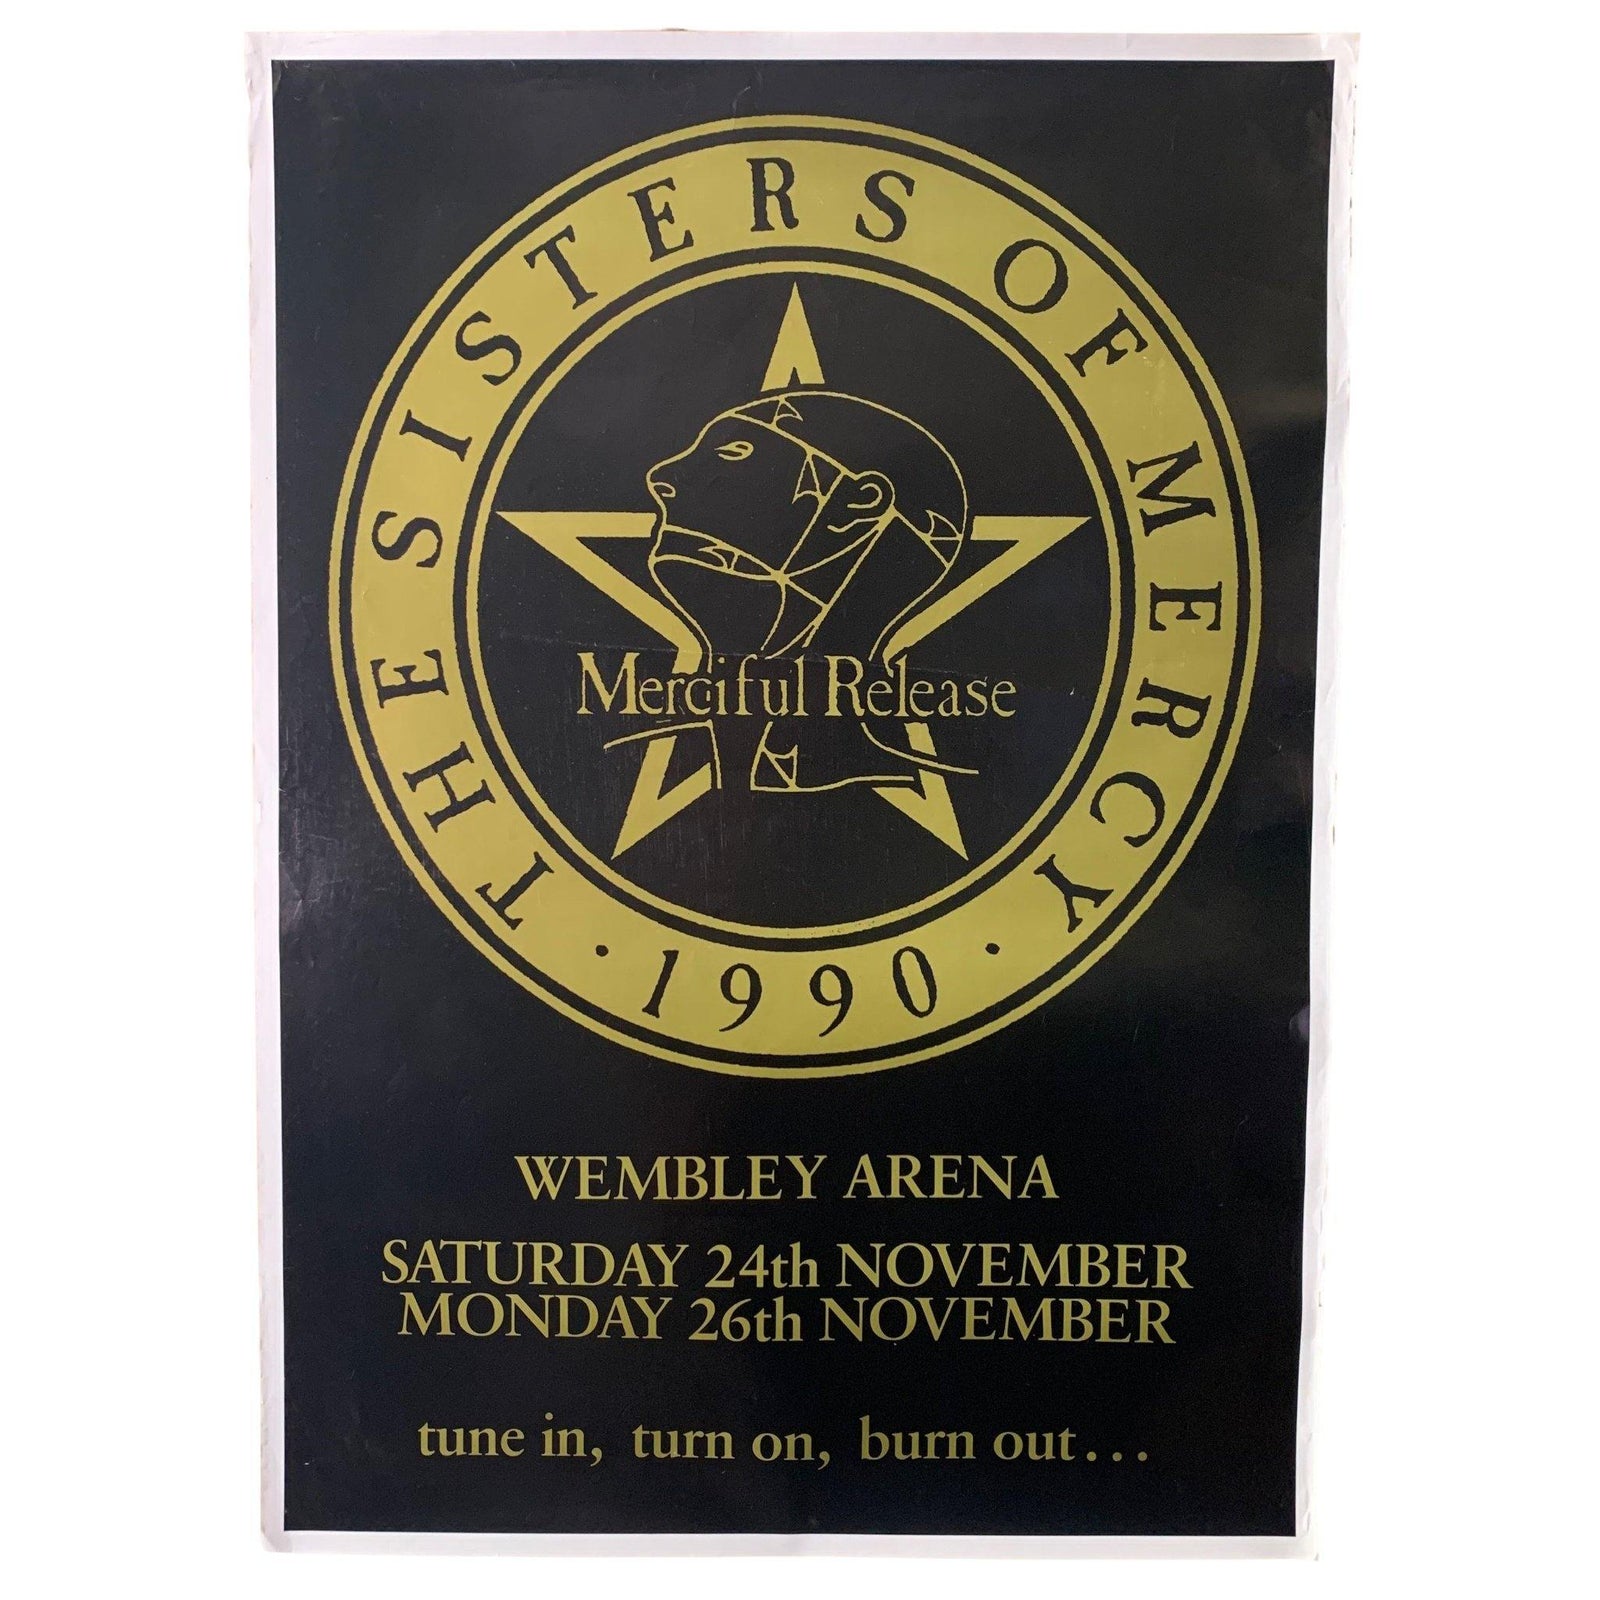 THE SISTERS OF MERCY
Merciful Release
· 1990 ·
WEMBLEY ARENA
SATURDAY 24th NOVEMBER
MONDAY 26th NOVEMBER
tune in, turn on, burn out...